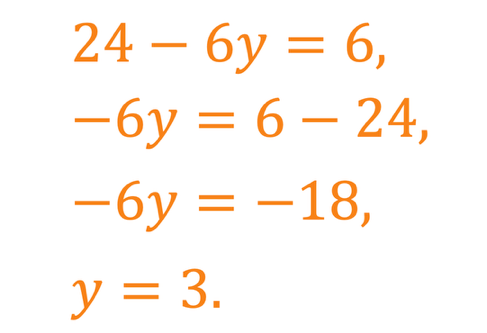 24 − 6y = 6,
−6y = 6 − 24,
−6y = −18,
y = 3.